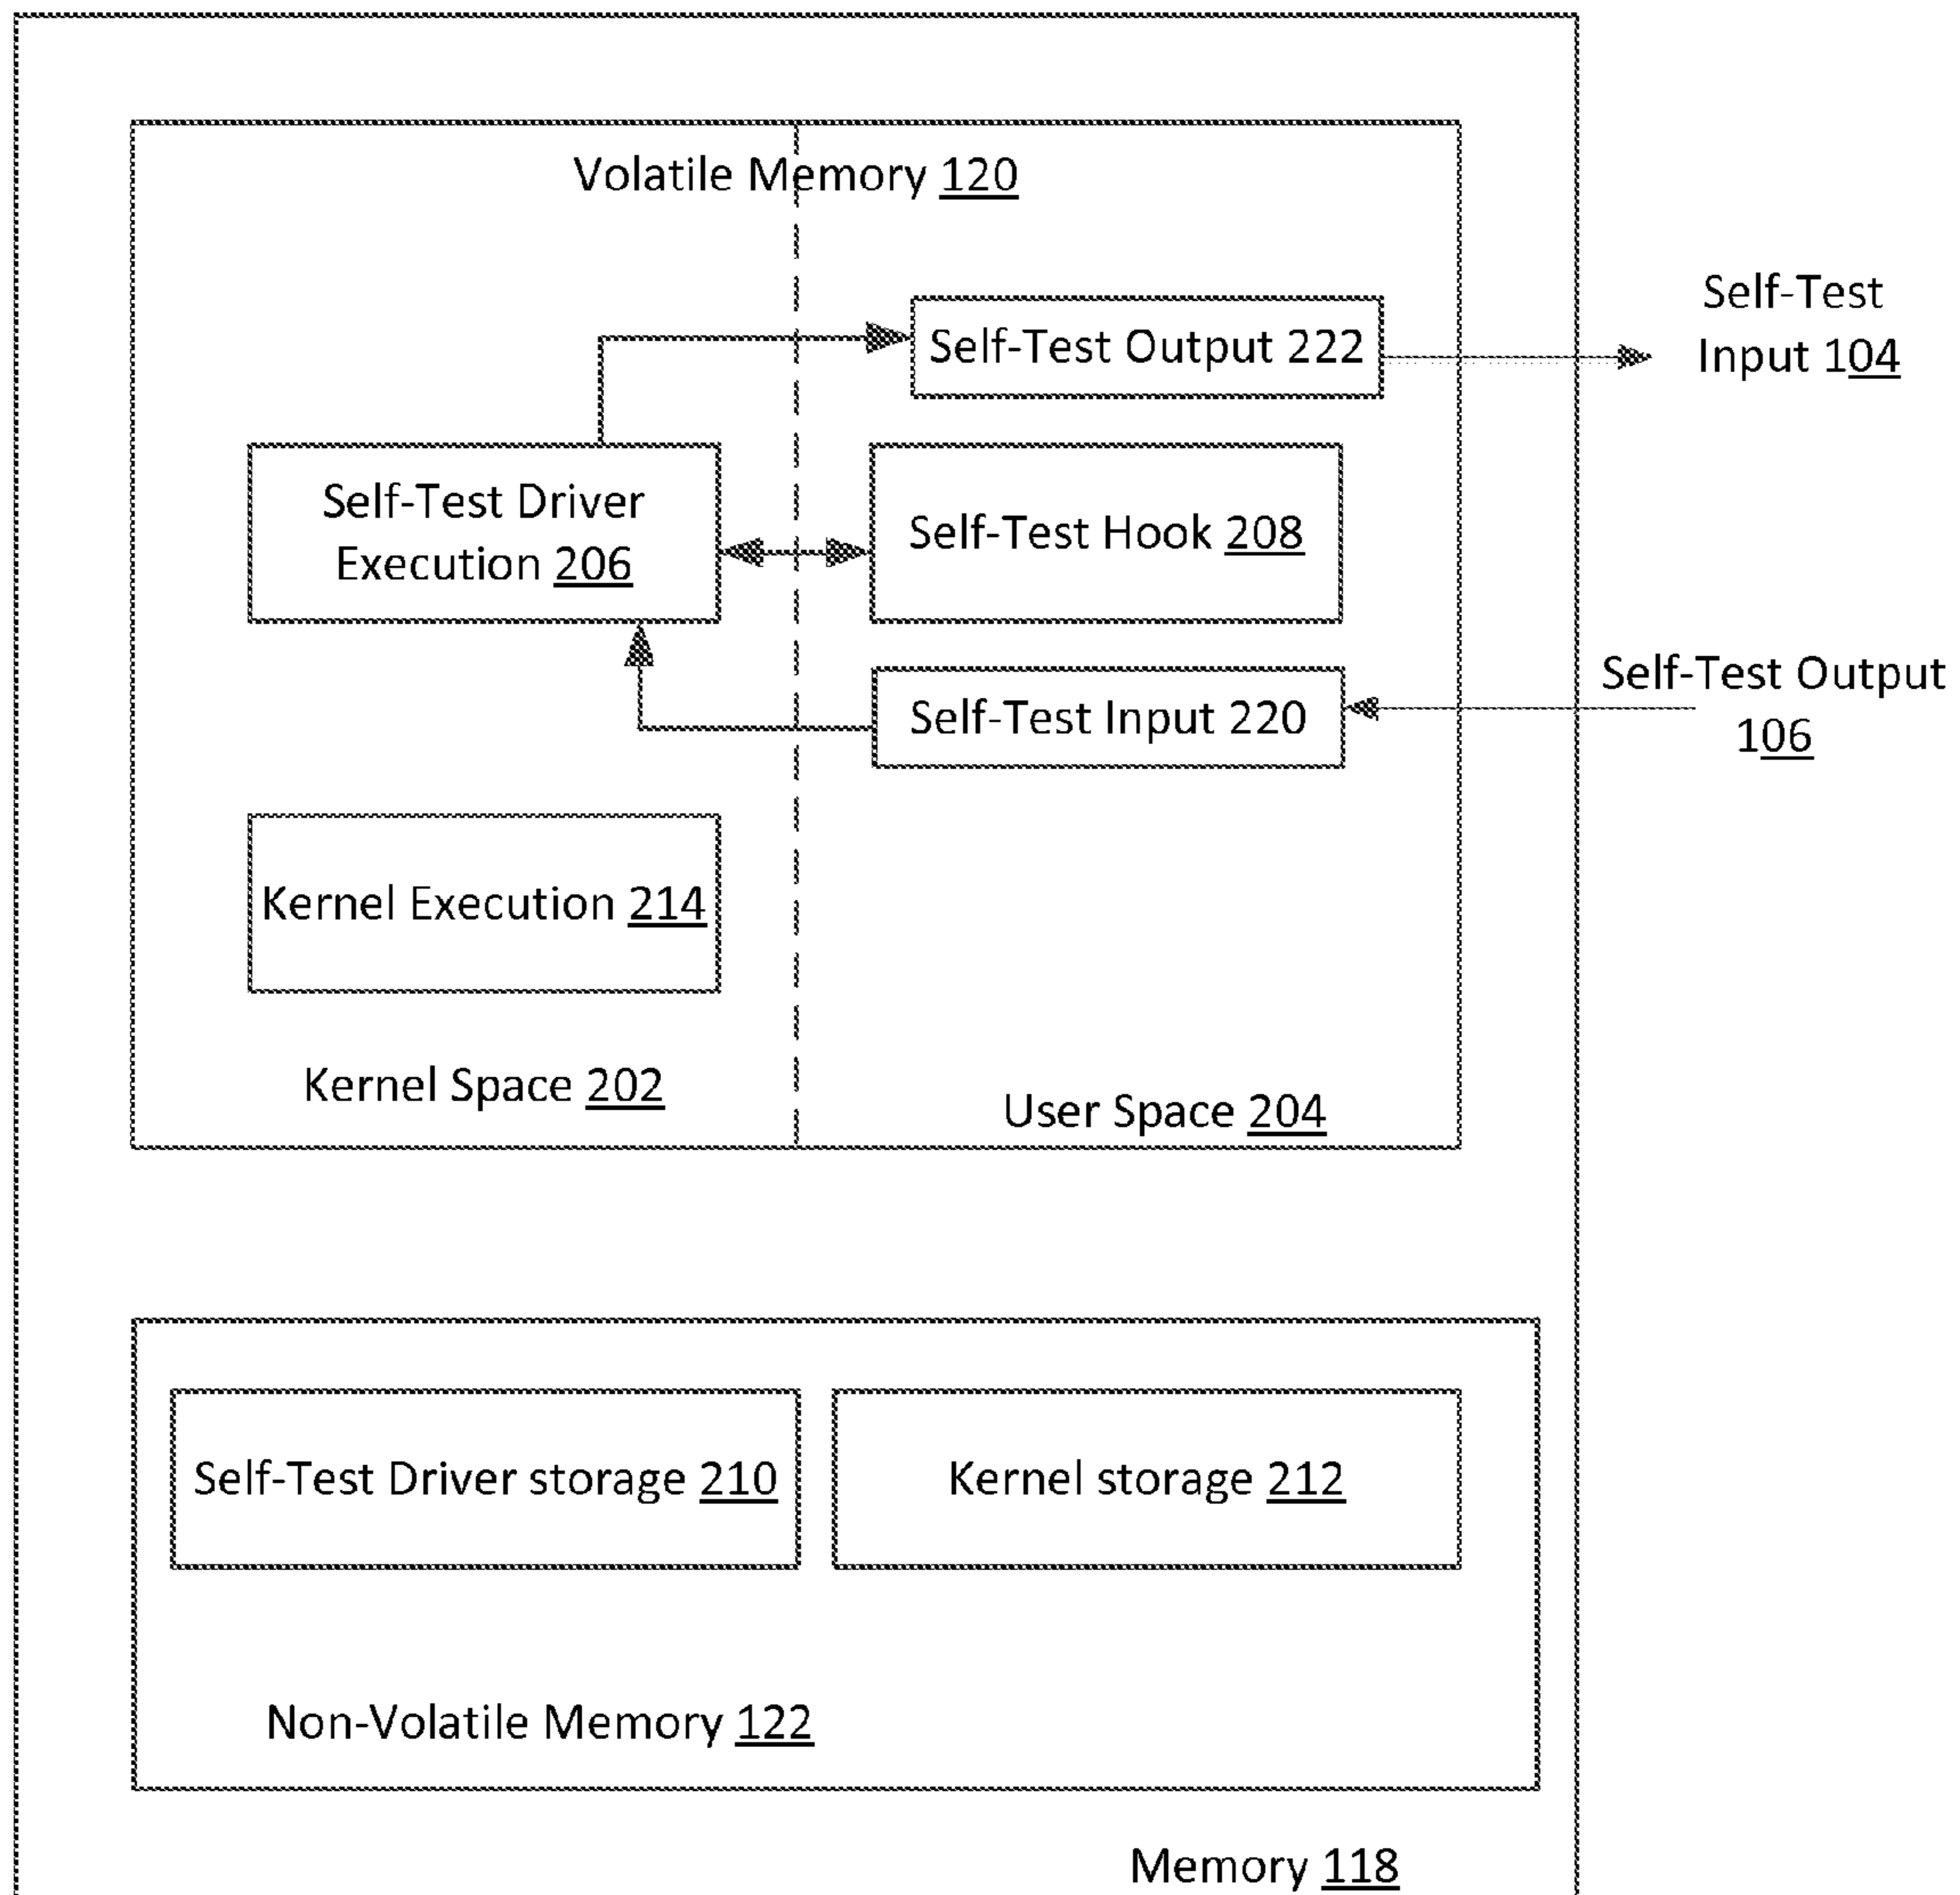 Volatile Memory 120
Self-Test Output 222
Self-Test
Input 104
Self-Test Driver
Execution 206
Self-Test Hook 208
Self-Test Input 220
Self-Test Output
106
Kernel Execution 214
Kernel Space 202
User Space 204
Self-Test Driver storage 210
Kernel storage 212
Non-Volatile Memory 122
Memory 118